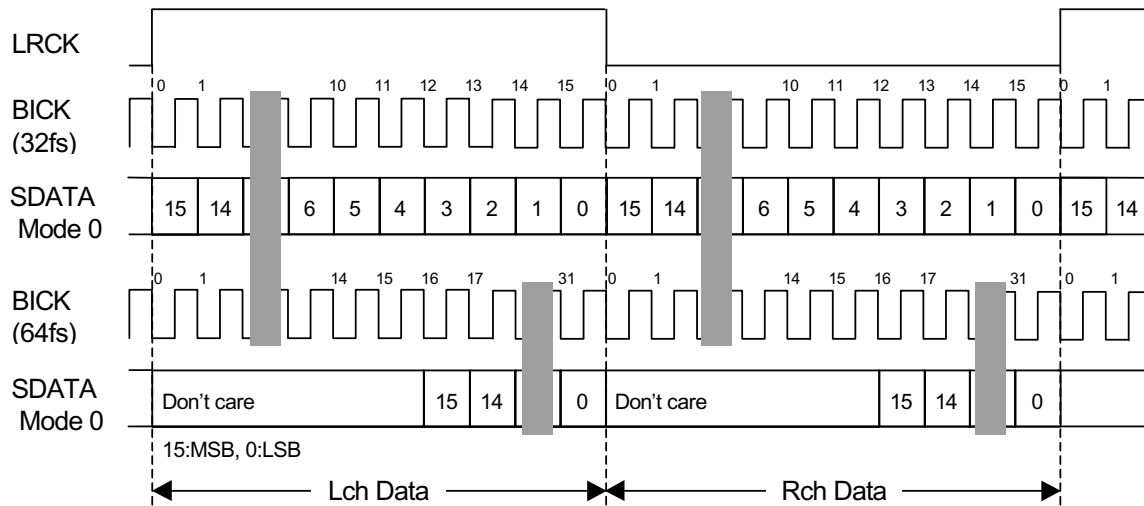 LRCK
0 1 10 11 12 13 14 15 0 1 10 11 12 13 14 15 0 1
BICK
(32fs)
SDATA
Mode 0
15 14 6 5 4 3 2 1 0 15 14 6 5 4 3 2 1 0 15 14
0 1 14 15 16 17 31 0 1 14 15 16 17 31 0 1
BICK
(64fs)
SDATA
Mode 0
Don't care 15 14 0 Don't care 15 14 0
15:MSB, 0:LSB
Lch Data Rch Data